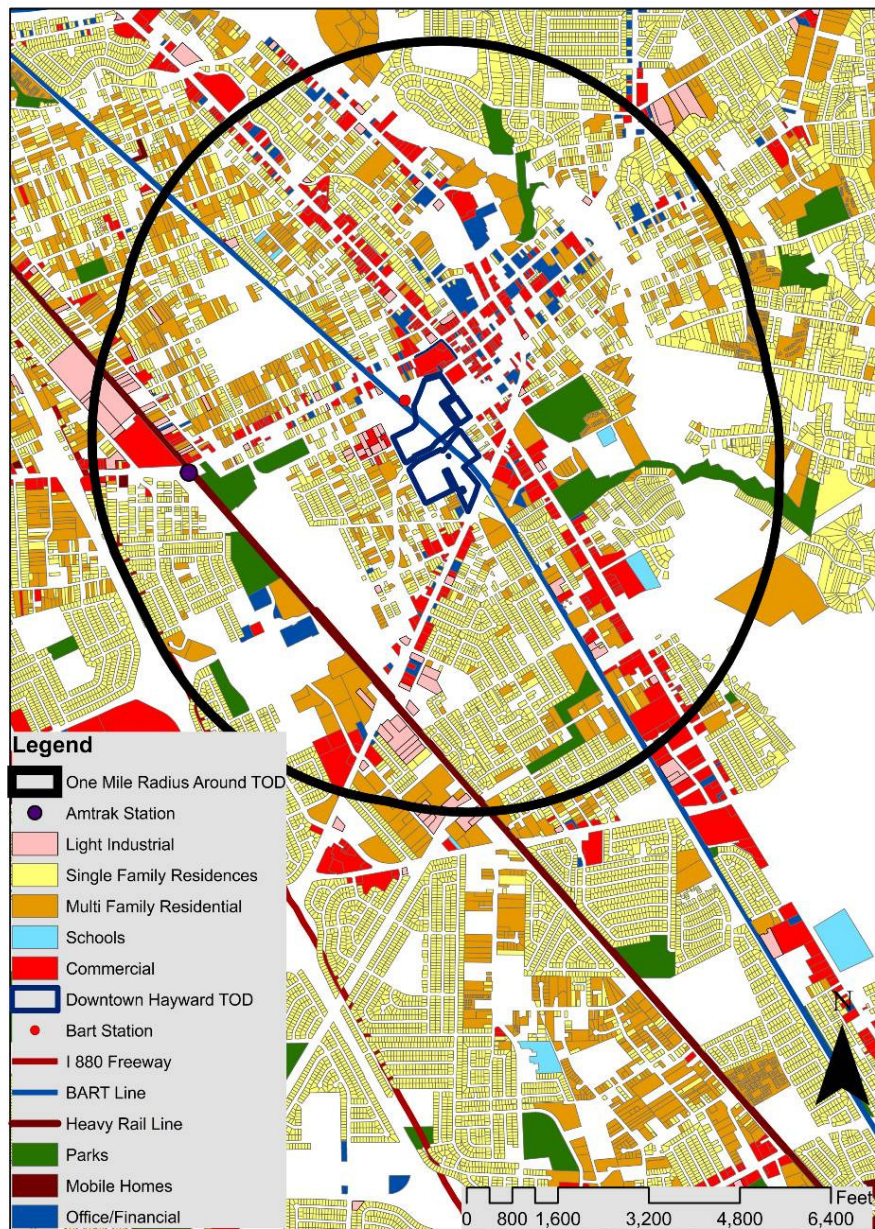 N
Legend
One Mile Radius Around TOD
Amtrak Station
Light Industrial
Single Family Residences
Multi Family Residential
Schools
Commercial
Downtown Hayward TOD
Bart Station
I 880 Freeway
BART Line
Heavy Rail Line
Parks
Mobile Homes
Office/Financial
Feet
0 800 1,600 3,200 4,800 6,400